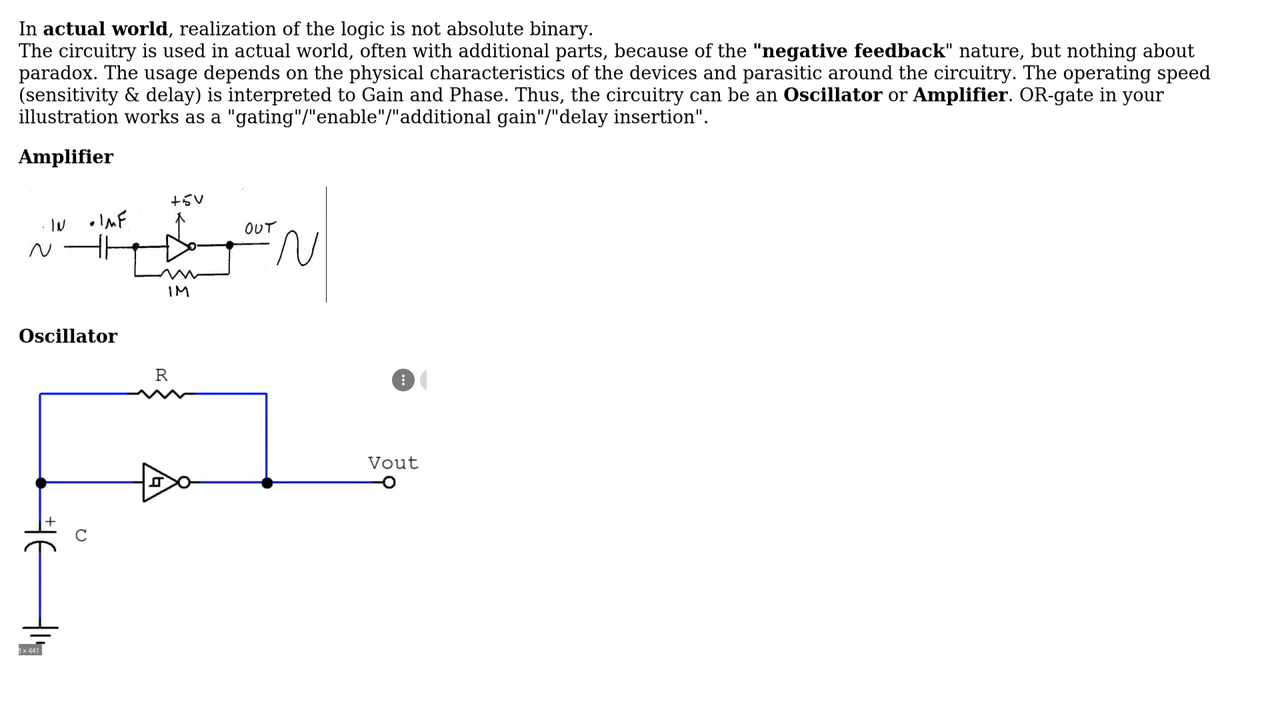 In actual world, realization of the logic is not absolute binary.
The circuitry is used in actual world, often with additional parts, because of the "negative feedback" nature, but nothing about
paradox. The usage depends on the physical characteristics of the devices and parasitic around the circuitry. The operating speed
(sensitivity & delay) is interpreted to Gain and Phase. Thus, the circuitry can be an Oscillator or Amplifier. OR-gate in your
illustration works as a "gating"/"enable"/"additional gain"/"delay insertion".
Amplifier
+5V
IN .1MF OUT
1M
Oscillator
R
Vout
+
C
× 441